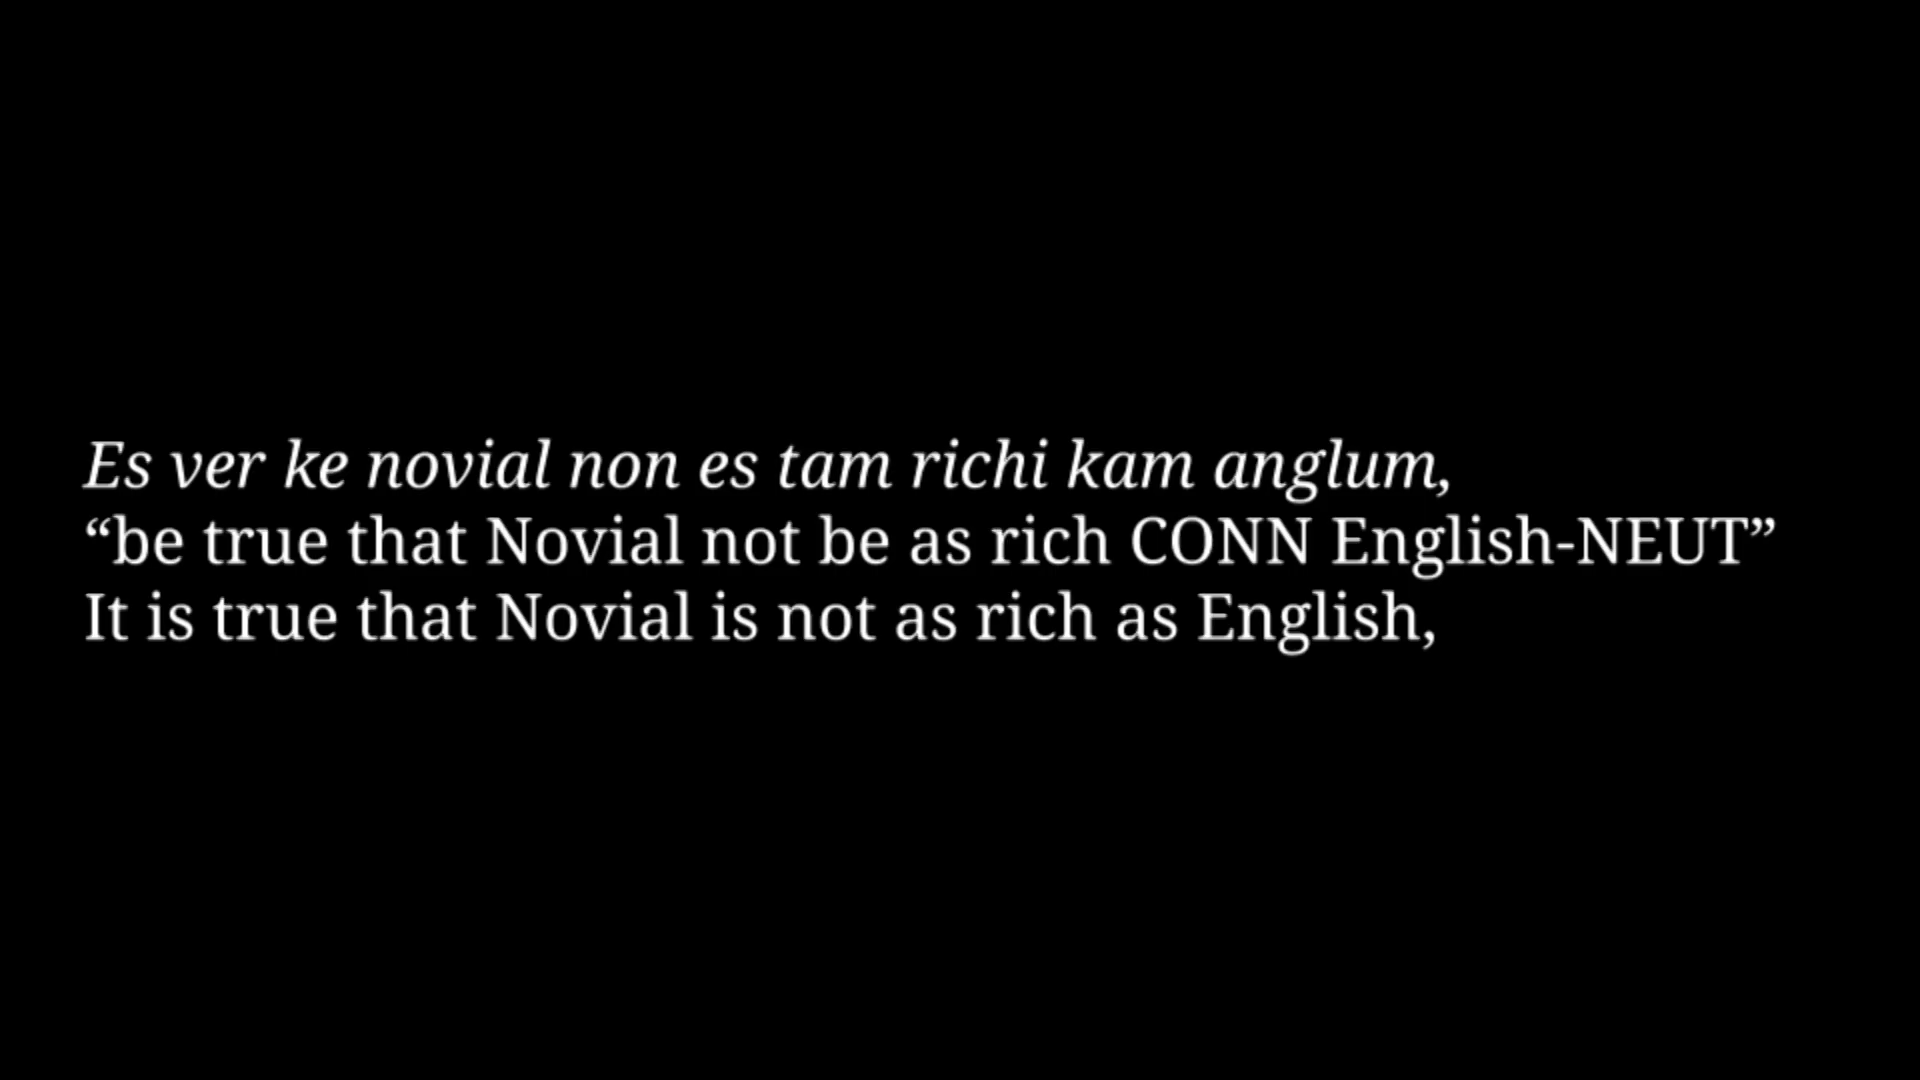 Es ver ke novial non es tam richi kam anglum,
“be true that Novial not be as rich CONN English-NEUT”
It is true that Novial is not as rich as English,